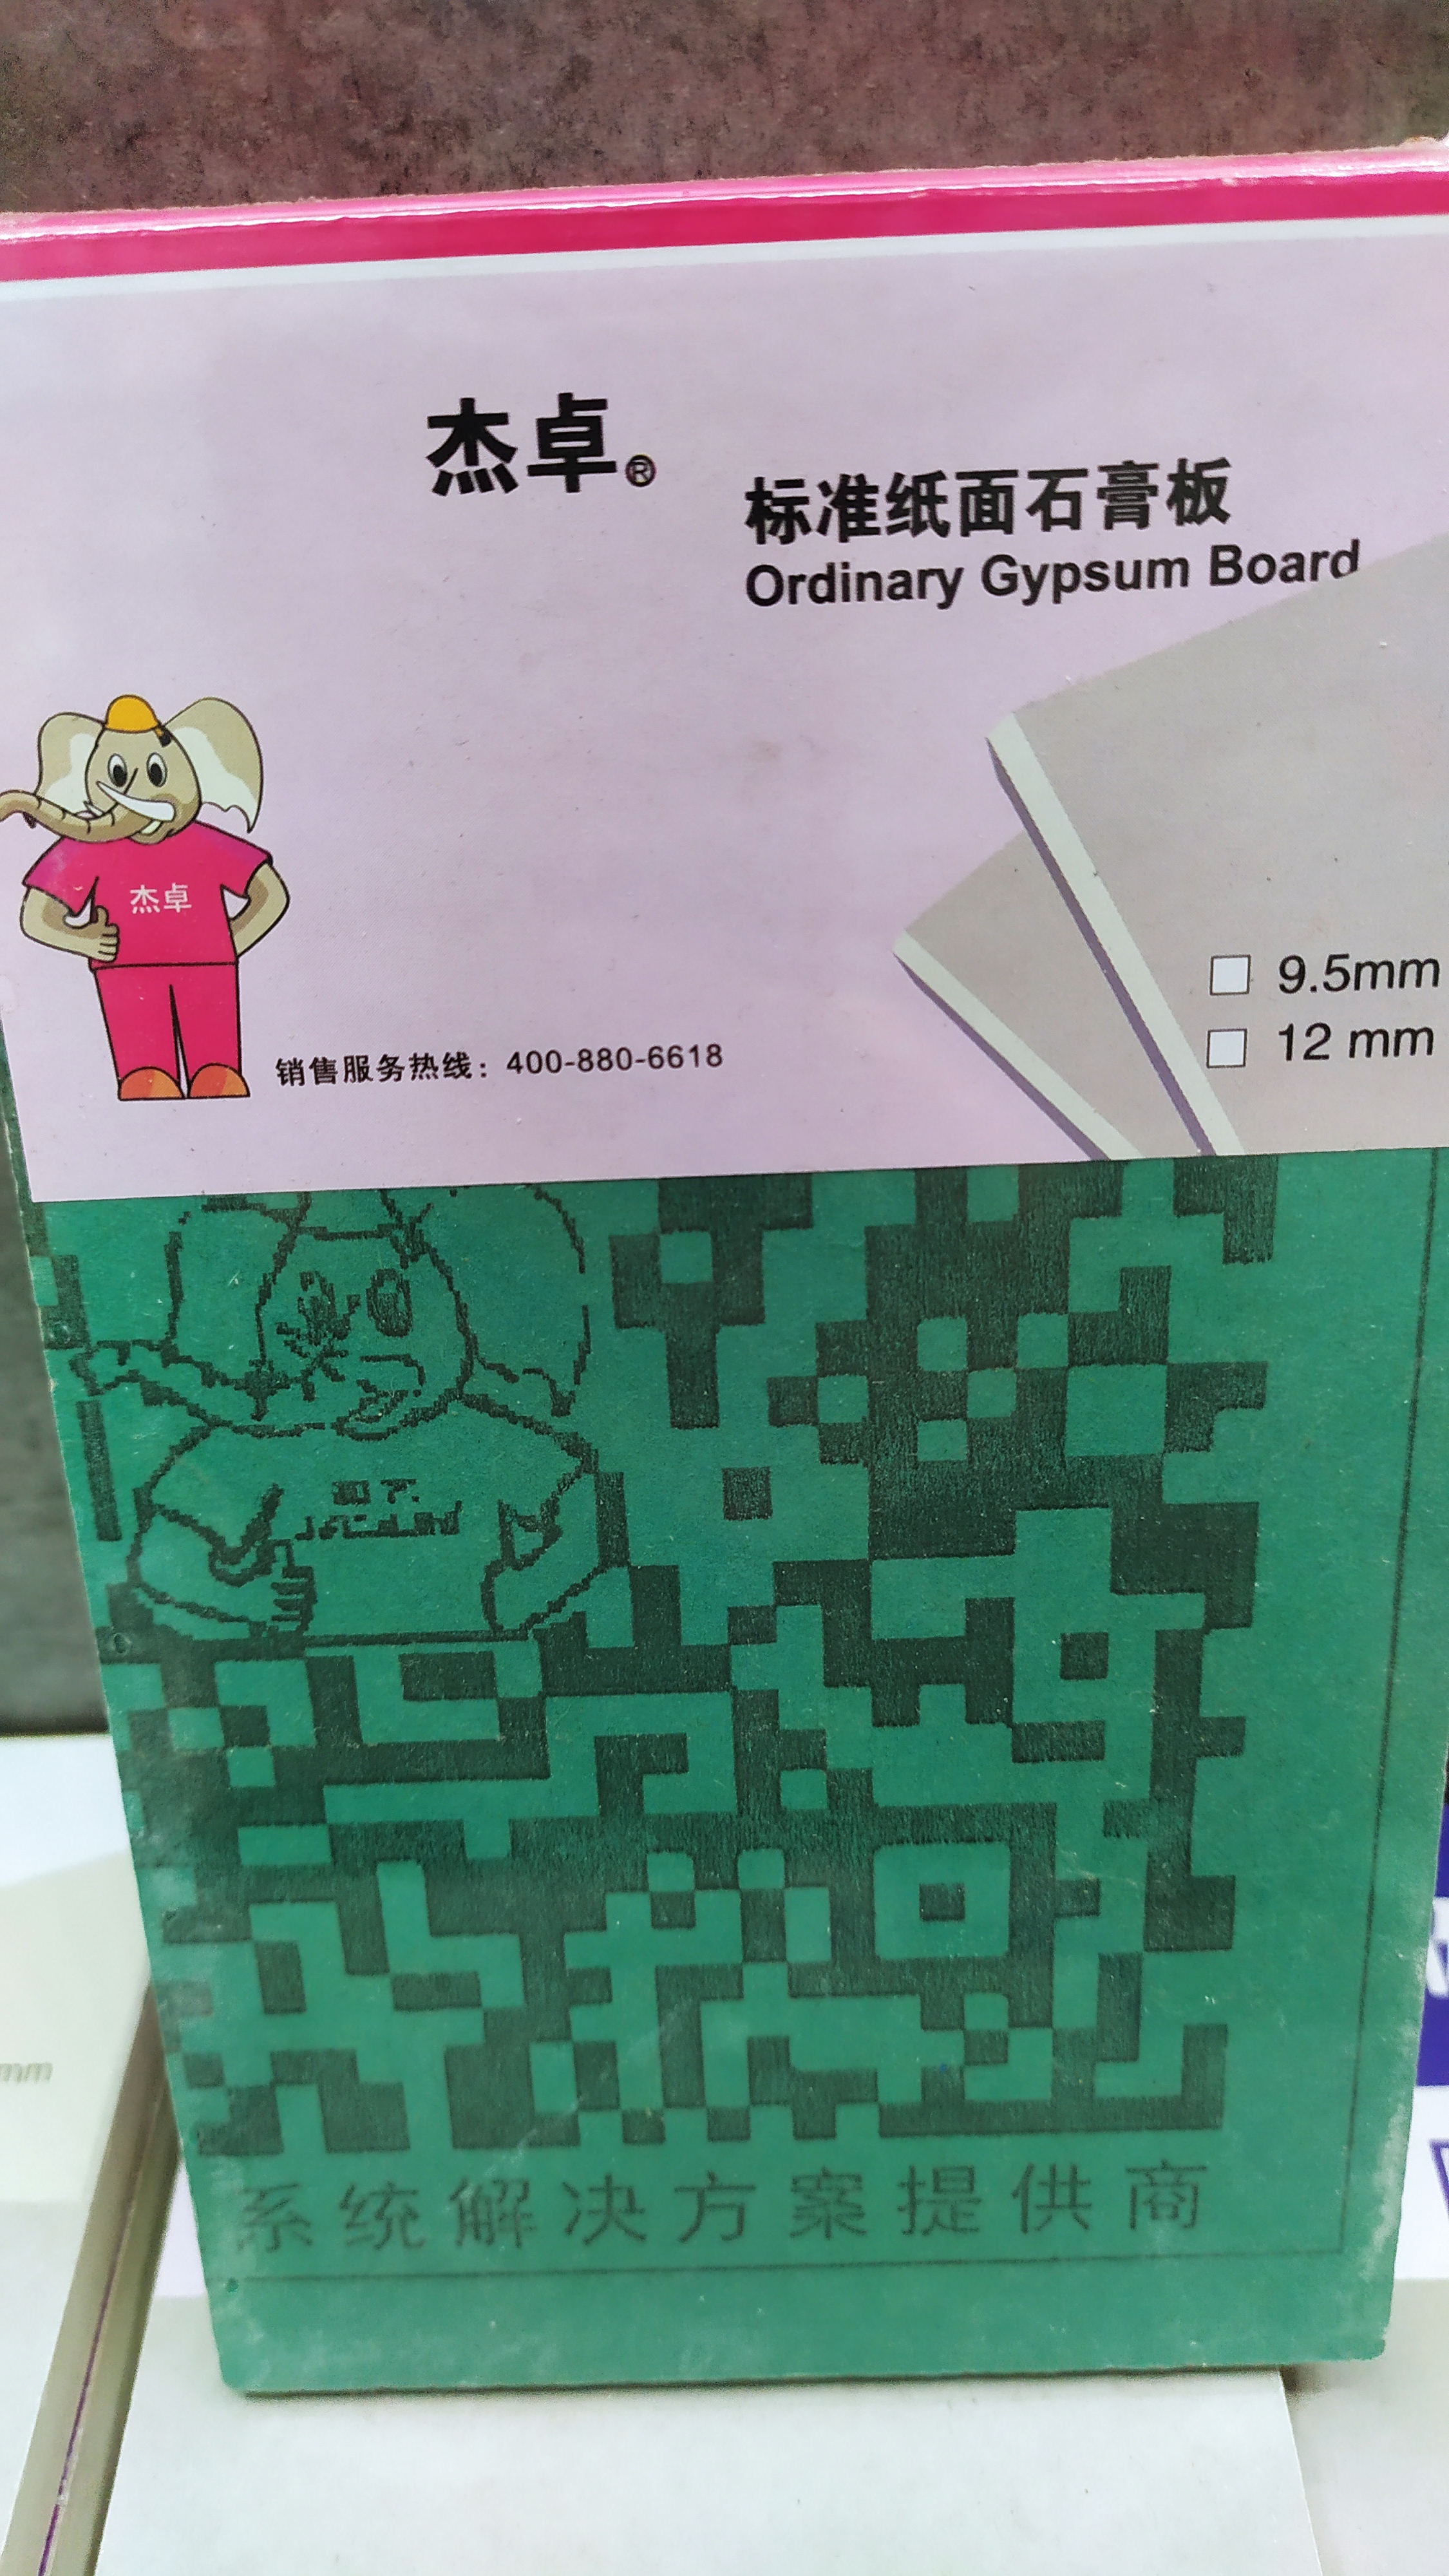 杰卓®
标准纸面石膏板
Ordinary Gypsum Board
杰卓
9.5mm
12 mm
销售服务热线：400-880-6618
系统解决方案提供商
mm